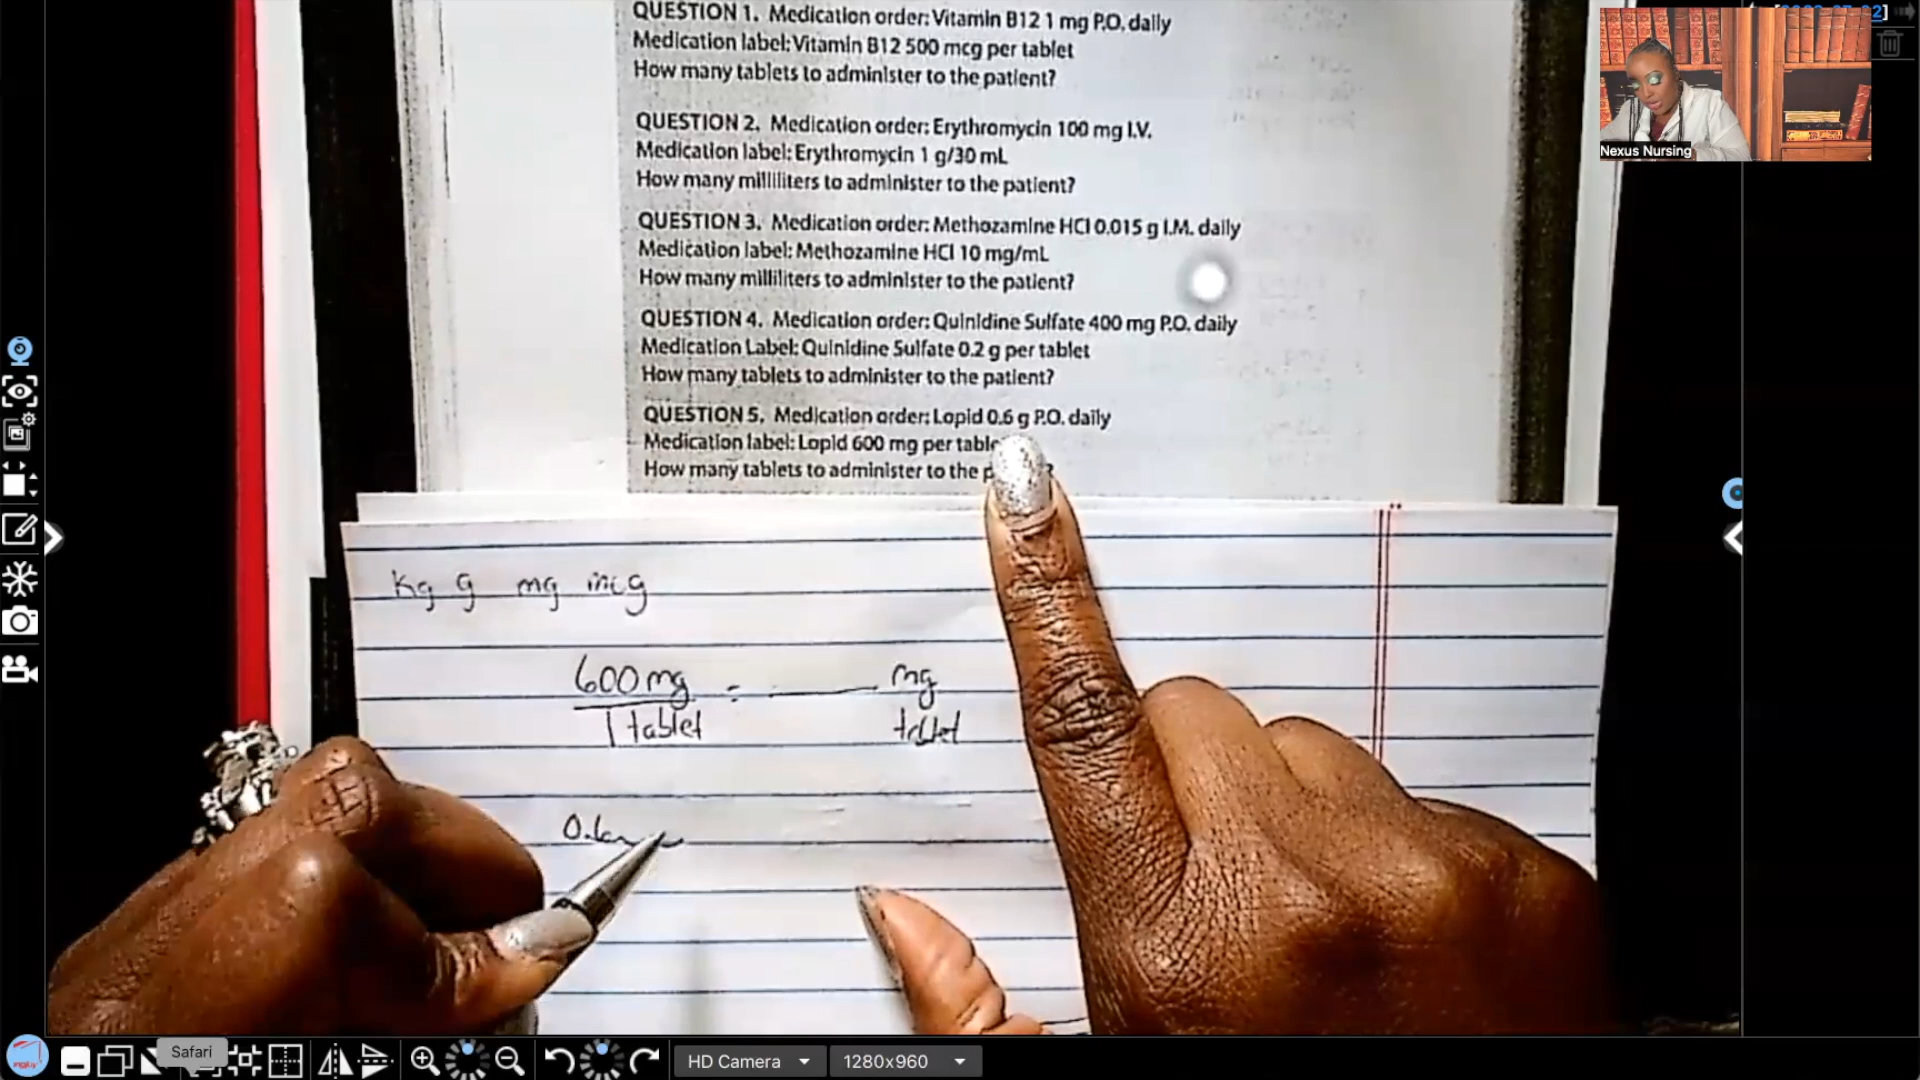 QUESTION 1. Medication order: Vitamin B12 1 mg P.O. daily
Medication label: Vitamin B12 500 mcg per tablet
How many tablets to administer to the patient?
QUESTION 2. Medication order: Erythromycin 100 mg I.V.
Medication label: Erythromycin 1 g/30 mL
How many milliliters to administer to the patient?
QUESTION 3. Medication order: Methozamine HCl 0.015 g I.M. daily
Medication label: Methozamine HCl 10 mg/mL
How many milliliters to administer to the patient?
QUESTION 4. Medication order: Quinidine Sulfate 400 mg P.O. daily
Medication Label: Quinidine Sulfate 0.2 g per tablet
How many tablets to administer to the patient?
QUESTION 5. Medication order: Lopid 0.6 g P.O. daily
Medication label: Lopid 600 mg per table
How many tablets to administer to the p ?
Nexus Nursing
Kg g mg mcg
600 mg = mg
1 tablet tablet
0.6
Safari
HD Camera
1280x960